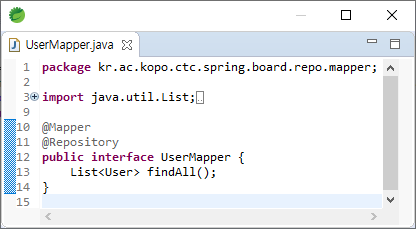 UserMapper.java
1 package kr.ac.kopo.ctc.spring.board.repo.mapper;
2
3 import java.util.List;
10 @Mapper
11 @Repository
12 public interface UserMapper {
13 List<User> findAll();
14 }
15